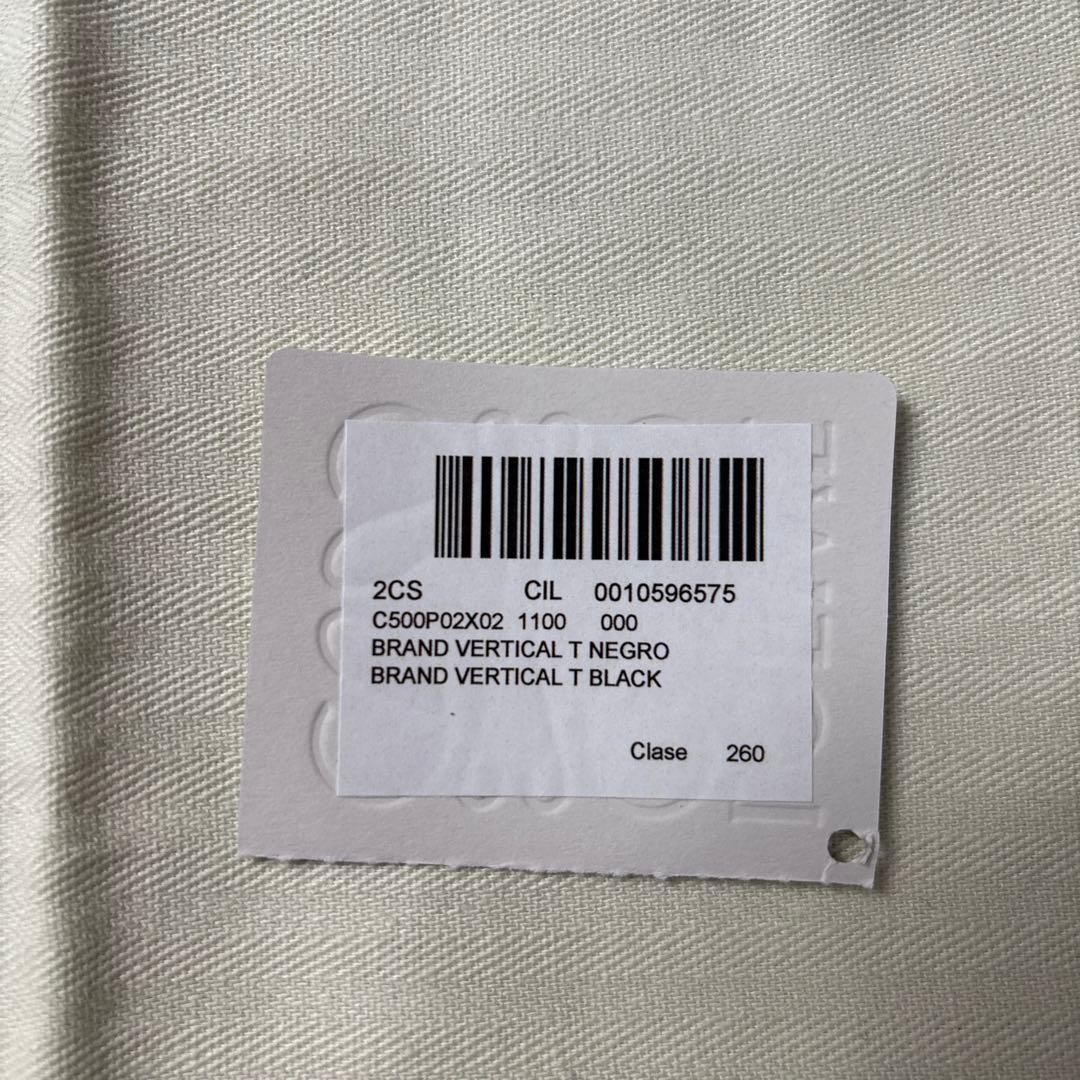 2CS CIL 0010596575
C500P02X02 1100 000
BRAND VERTICAL T NEGRO
BRAND VERTICAL T BLACK
Clase 260